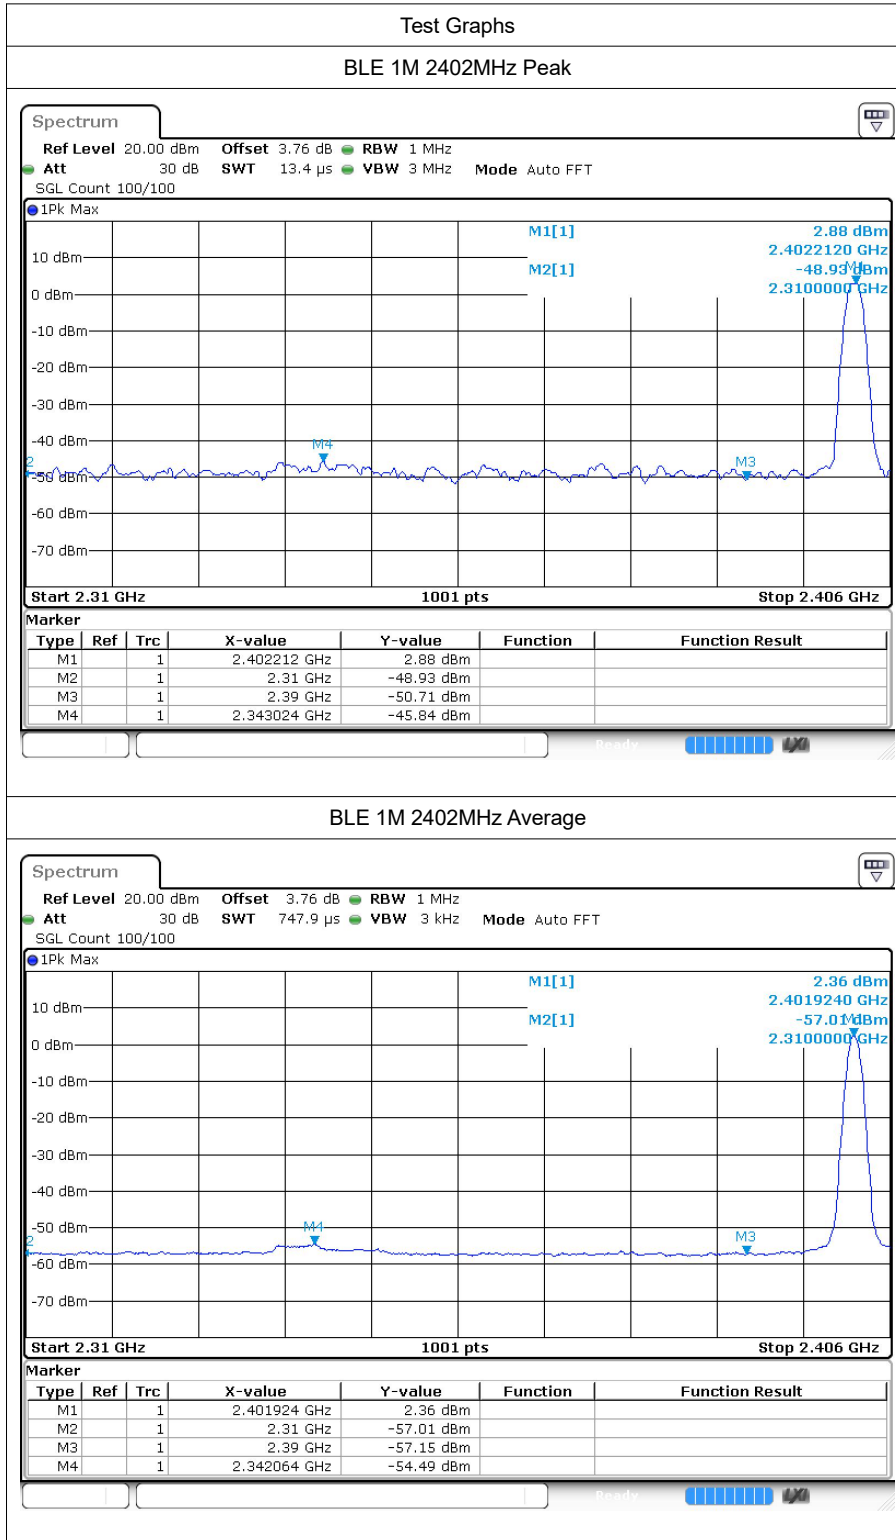 Test Graphs
BLE 1M 2402MHz Peak
Spectrum
Ref Level 20.00 dBm Offset 3.76 dB RBW 1 MHz
Att 30 dB SWT 13.4 µs VBW 3 MHz Mode Auto FFT
SGL Count 100/100
1Pk Max
M1[1] 2.88 dBm
2.4022120 GHz
10 dBm
M2[1] -48.93 dBm
M1
2.3100000 GHz
0 dBm
-10 dBm
-20 dBm
-30 dBm
-40 dBm
M4
M3
2
-50 dBm
-60 dBm
-70 dBm
Start 2.31 GHz 1001 pts Stop 2.406 GHz
Marker
Type Ref Trc X-value Y-value Function Function Result
M1 1 2.402212 GHz 2.88 dBm
M2 1 2.31 GHz -48.93 dBm
M3 1 2.39 GHz -50.71 dBm
M4 1 2.343024 GHz -45.84 dBm
Ready LXI
BLE 1M 2402MHz Average
Spectrum
Ref Level 20.00 dBm Offset 3.76 dB RBW 1 MHz
Att 30 dB SWT 747.9 µs VBW 3 kHz Mode Auto FFT
SGL Count 100/100
1Pk Max
M1[1] 2.36 dBm
2.4019240 GHz
10 dBm
M2[1] -57.01 dBm
M1
2.3100000 GHz
0 dBm
-10 dBm
-20 dBm
-30 dBm
-40 dBm
-50 dBm
M4
M3
2
-60 dBm
-70 dBm
Start 2.31 GHz 1001 pts Stop 2.406 GHz
Marker
Type Ref Trc X-value Y-value Function Function Result
M1 1 2.401924 GHz 2.36 dBm
M2 1 2.31 GHz -57.01 dBm
M3 1 2.39 GHz -57.15 dBm
M4 1 2.342064 GHz -54.49 dBm
Ready LXI